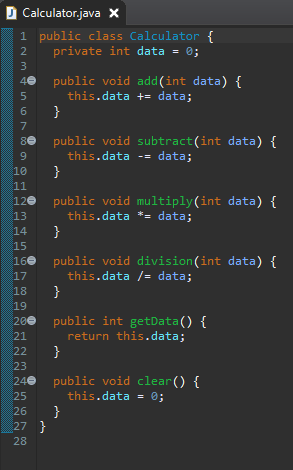 Calculator.java
1 public class Calculator {
2   private int data = 0;
3
4   public void add(int data) {
5     this.data += data;
6   }
7
8   public void subtract(int data) {
9     this.data -= data;
10   }
11
12   public void multiply(int data) {
13     this.data *= data;
14   }
15
16   public void division(int data) {
17     this.data /= data;
18   }
19
20   public int getData() {
21     return this.data;
22   }
23
24   public void clear() {
25     this.data = 0;
26   }
27 }
28